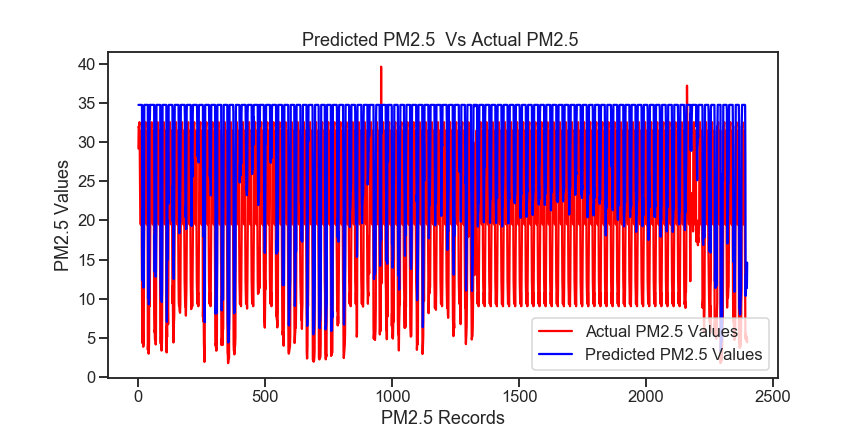 Predicted PM2.5  Vs Actual PM2.5
PM2.5 Values
40
35
30
25
20
15
10
5
0
Actual PM2.5 Values
Predicted PM2.5 Values
0 500 1000 1500 2000 2500
PM2.5 Records